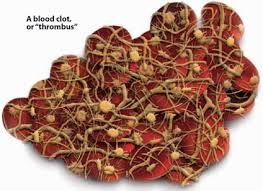 A blood clot,
or "thrombus"